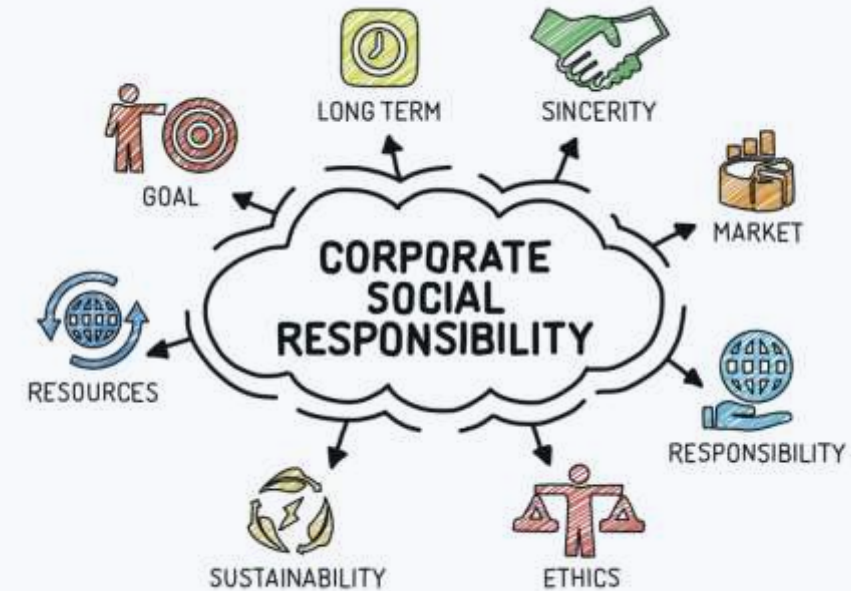 LONG TERM
SINCERITY
GOAL
MARKET
CORPORATE
SOCIAL
RESPONSIBILITY
RESOURCES
RESPONSIBILITY
SUSTAINABILITY
ETHICS